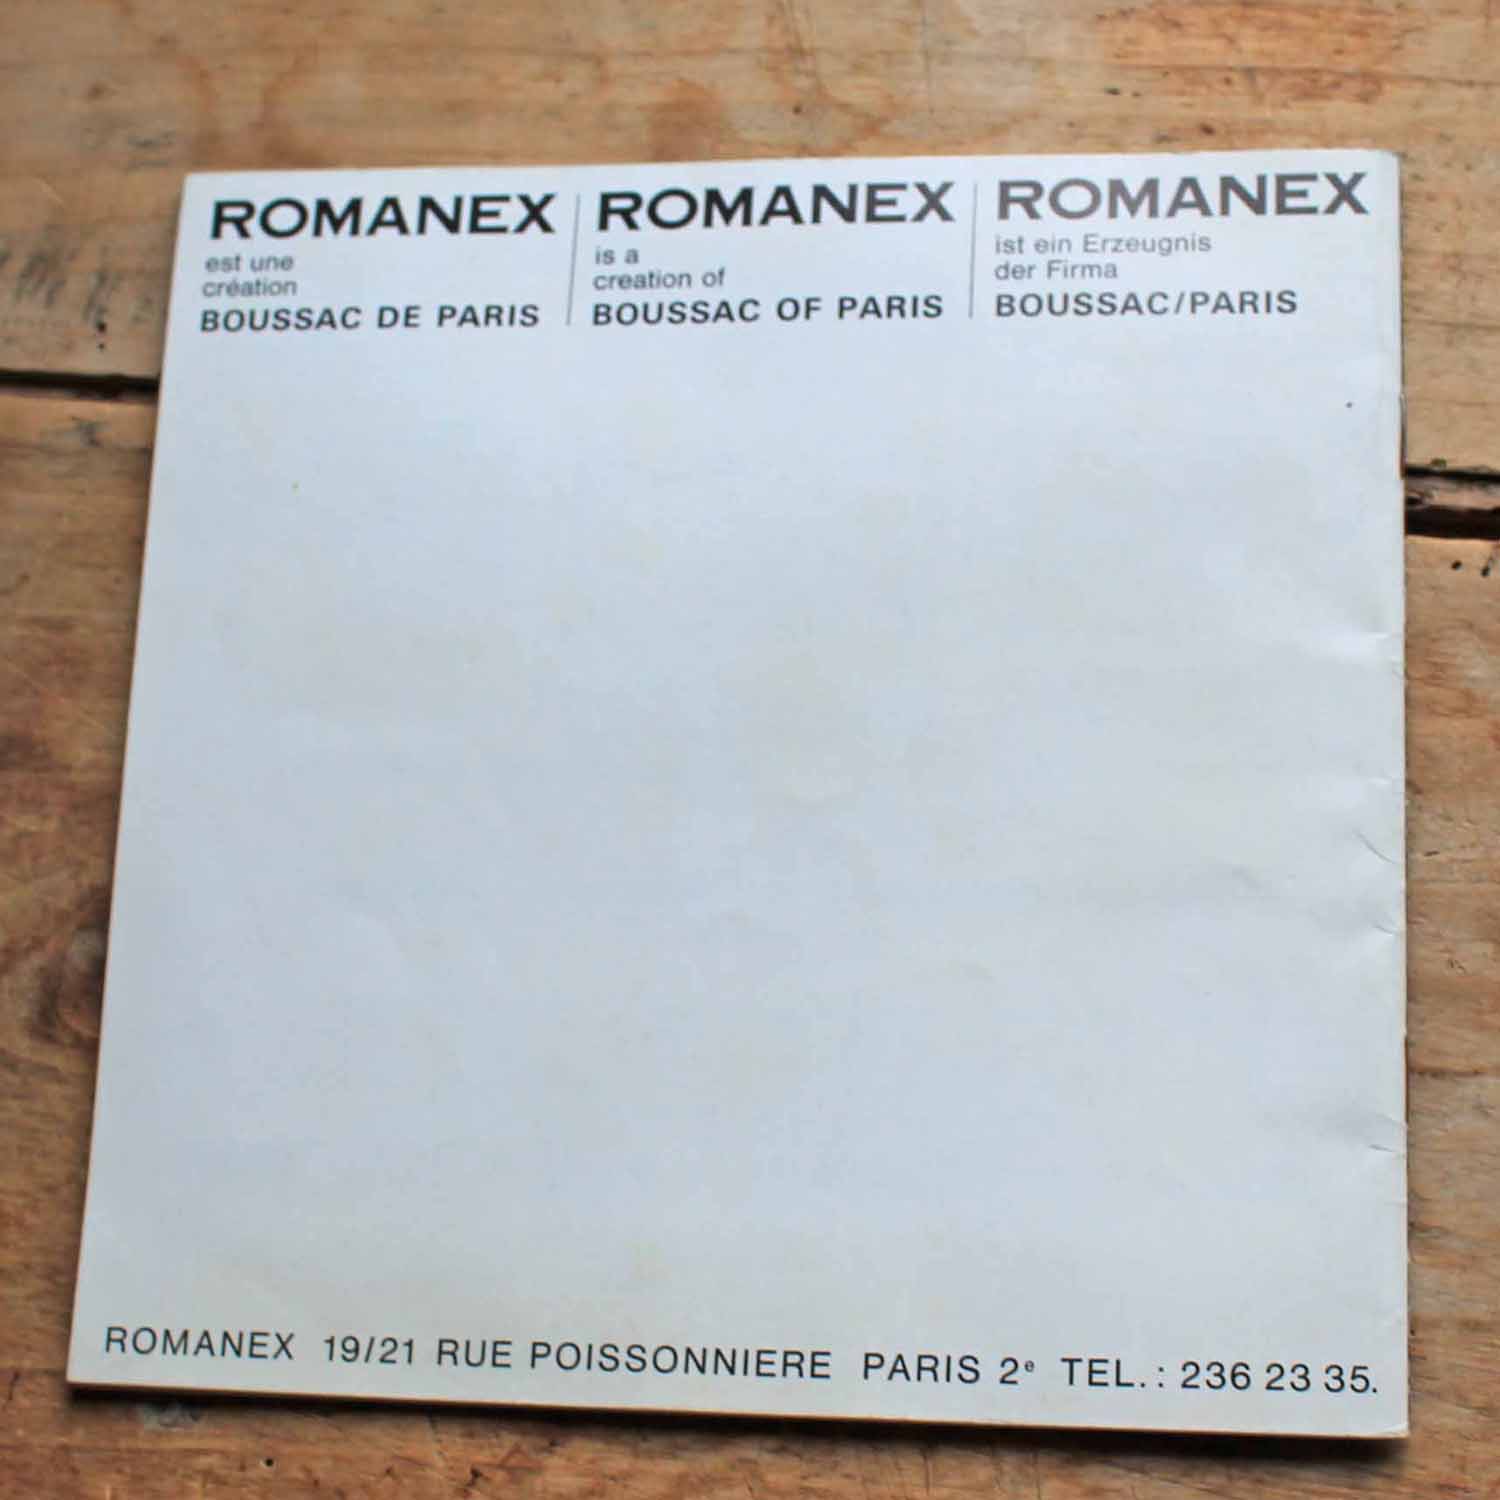 ROMANEX
est une
création
BOUSSAC DE PARIS
ROMANEX
is a
creation of
BOUSSAC OF PARIS
ROMANEX
ist ein Erzeugnis
der Firma
BOUSSAC/PARIS
ROMANEX 19/21 RUE POISSONNIERE PARIS 2ᵉ TEL.: 236 23 35.